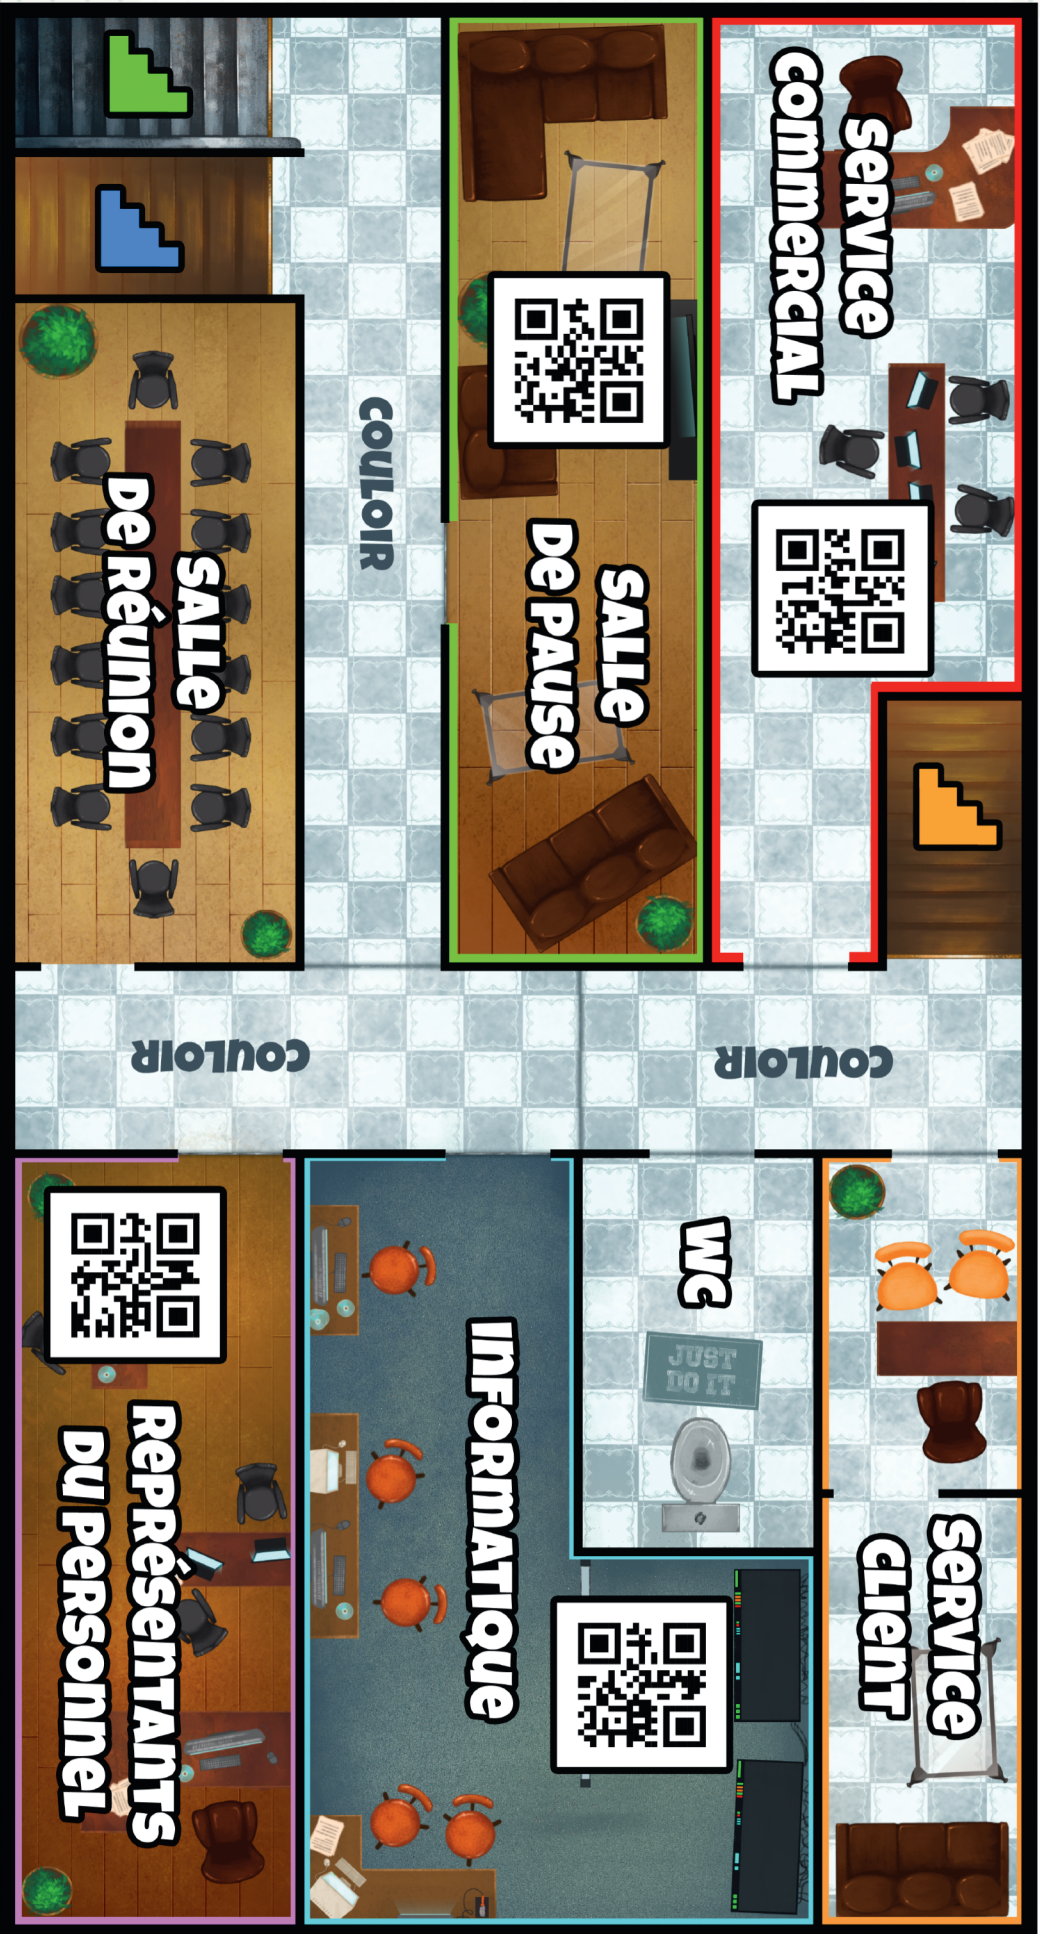 SERVICE
COMMERCIAL
SALLE
DE PAUSE
COULOIR
SALLE
DE RÉUNION
COULOIR
COULOIR
SERVICE
CLIENT
WC
JUST
DO IT
INFORMATIQUE
REPRÉSENTANTS
DU PERSONNEL